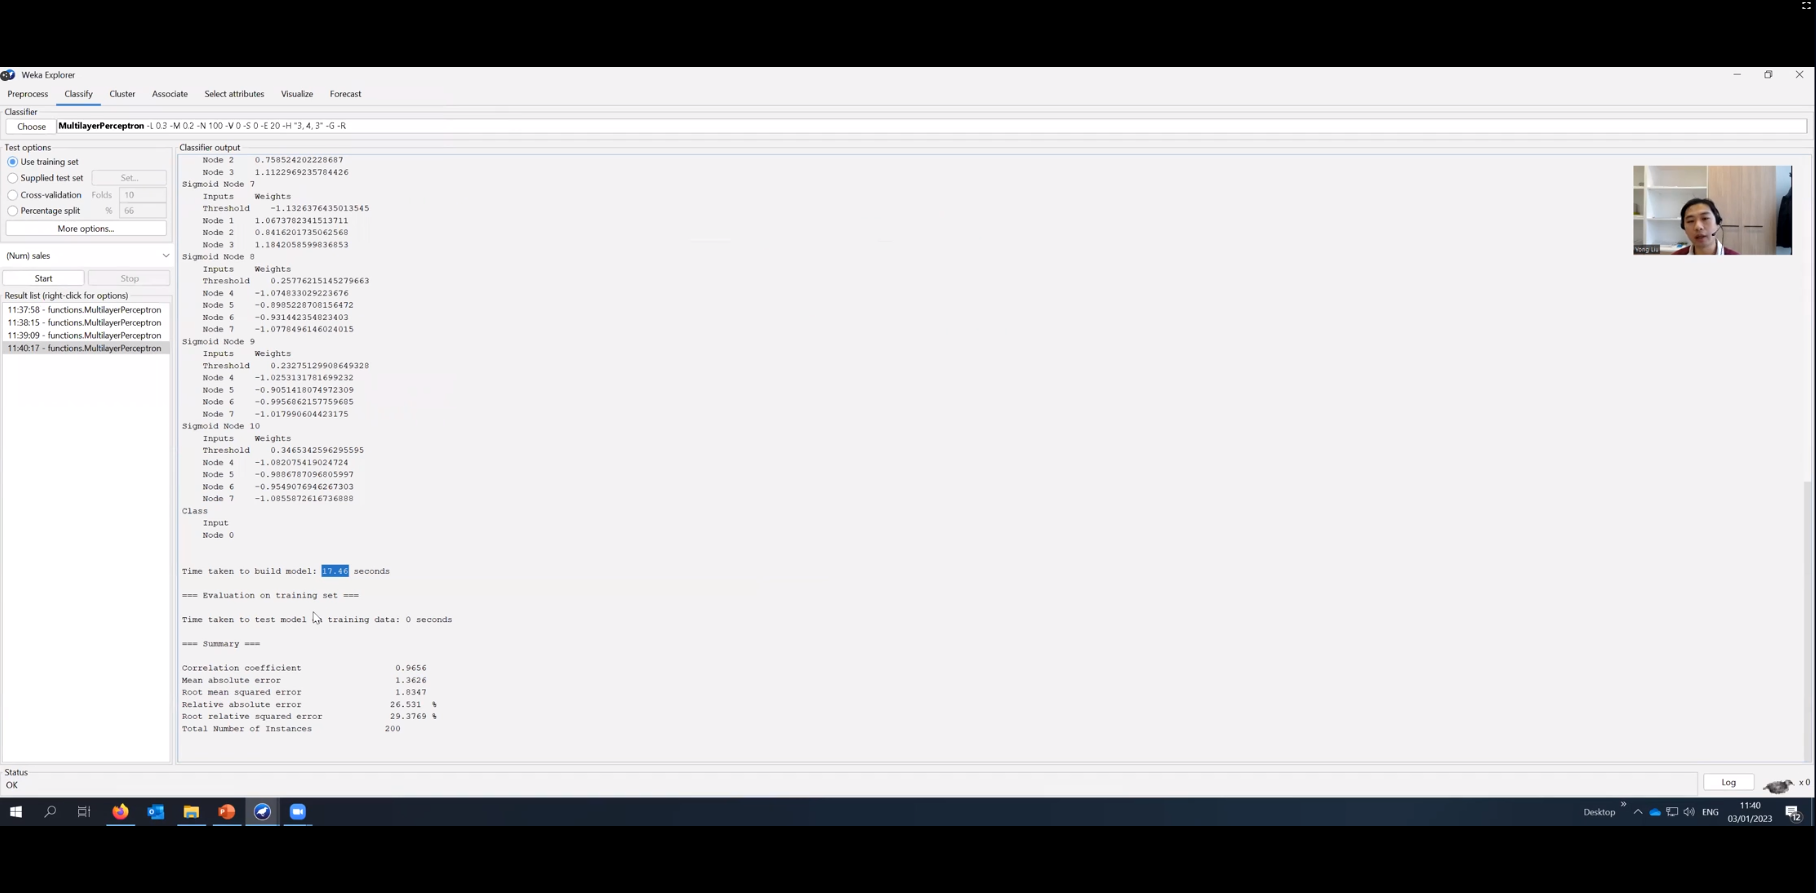 Weka Explorer
Preprocess Classify Cluster Associate Select attributes Visualize Forecast
Classifier
Choose MultilayerPerceptron -L 0.3 -M 0.2 -N 100 -V 0 -S 0 -E 20 -H "3, 4, 3" -G -R
Test options
Use training set
Supplied test set Set...
Cross-validation Folds 10
Percentage split % 66
More options...
(Num) sales
Start Stop
Result list (right-click for options)
11:37:58 - functions.MultilayerPerceptron
11:38:15 - functions.MultilayerPerceptron
11:39:09 - functions.MultilayerPerceptron
11:40:17 - functions.MultilayerPerceptron
Classifier output
Node 2 0.758524202228687
Node 3 1.1122969235784426
Sigmoid Node 7
Inputs Weights
Threshold -1.1326376435013545
Node 1 1.0673782341513711
Node 2 0.8416201735062568
Node 3 1.1842058599836853
Sigmoid Node 8
Inputs Weights
Threshold 0.25776215145279663
Node 4 -1.074833029223676
Node 5 -0.8985228708156472
Node 6 -0.931442354823403
Node 7 -1.0778496146024015
Sigmoid Node 9
Inputs Weights
Threshold 0.23275129908649328
Node 4 -1.0253131781699232
Node 5 -0.9051418074972309
Node 6 -0.9956862157759685
Node 7 -1.017990604423175
Sigmoid Node 10
Inputs Weights
Threshold 0.3465342596295595
Node 4 -1.082075419024724
Node 5 -0.9886787096805997
Node 6 -0.9549076946267303
Node 7 -1.0855872616736888
Class
Input
Node 0
Time taken to build model: 17.46 seconds
=== Evaluation on training set ===
Time taken to test model on training data: 0 seconds
=== Summary ===
Correlation coefficient 0.9656
Mean absolute error 1.3626
Root mean squared error 1.8347
Relative absolute error 26.531 %
Root relative squared error 29.3769 %
Total Number of Instances 200
Yong Liu
Status
OK
Log x 0
Desktop ENG 11:40
03/01/2023
12